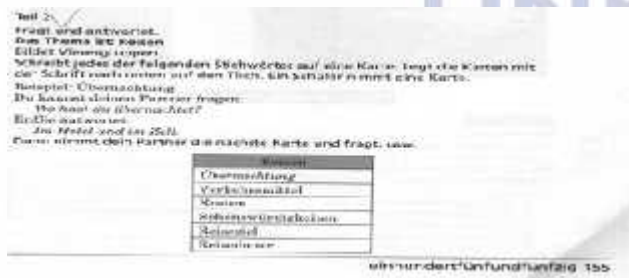 Teil 2
Fragt und antwortet.
Das Thema ist Reisen
Bildet Vierergruppen.
Schreibt jedes der folgenden Stichwörter auf eine Karte. Legt die Karten mit
der Schrift nach unten auf den Tisch. Ein Schüler nimmt eine Karte.
Beispiel: Übernachtung
Du kannst deinen Partner fragen:
Wo hast du übernachtet?
Er/Sie antwortet:
Im Hotel und im Zelt.
Dann nimmt dein Partner die nächste Karte und fragt, usw.
Reisen
Übernachtung
Verkehrsmittel
Kosten
Sehenswürdigkeiten
Reiseziel
einhundertfünfundfünfzig 155